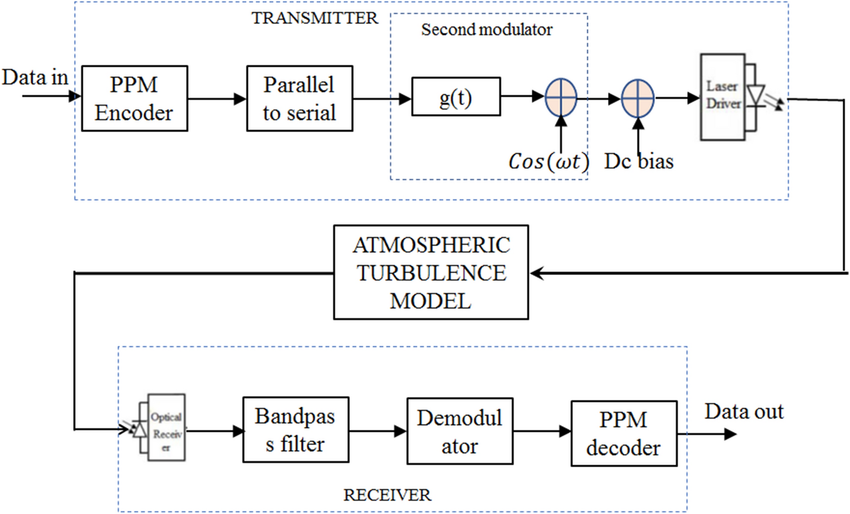 TRANSMITTER
Second modulator
Data in
PPM
Encoder
Parallel
to serial
g(t)
Laser
Driver
Cos(ωt)
Dc bias
ATMOSPHERIC
TURBULENCE
MODEL
Optical
Receiv
er
Bandpas
s filter
Demodul
ator
PPM
decoder
Data out
RECEIVER